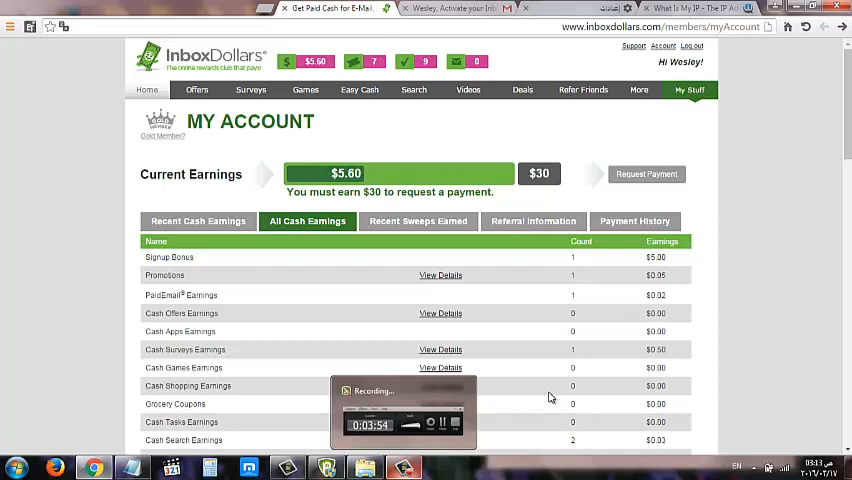 Get Paid Cash for E-Mail,
Wesley, Activate your Inb
إعدادات
What Is My IP - The IP Ad
www.inboxdollars.com/members/myAccount
Support Account Log out
InboxDollars®
The online rewards club that pays!
$ $5.60 7 9 0
Hi Wesley!
Home Offers Surveys Games Easy Cash Search Videos Deals Refer Friends More My Stuff
MY ACCOUNT
Gold Member?
Current Earnings $5.60 $30 Request Payment
You must earn $30 to request a payment.
Recent Cash Earnings All Cash Earnings Recent Sweeps Earned Referral Information Payment History
Name Count Earnings
Signup Bonus 1 $5.00
Promotions View Details 1 $0.05
PaidEmail® Earnings 1 $0.02
Cash Offers Earnings View Details 0 $0.00
Cash Apps Earnings 0 $0.00
Cash Surveys Earnings View Details 1 $0.50
Cash Games Earnings View Details 0 $0.00
Cash Shopping Earnings 0 $0.00
Grocery Coupons 0 $0.00
Cash Tasks Earnings 0 $0.00
Cash Search Earnings 2 $0.03
Recording...
0:03:54
321
EN
03:13 ص
٢٠١٦/٠٢/١٧